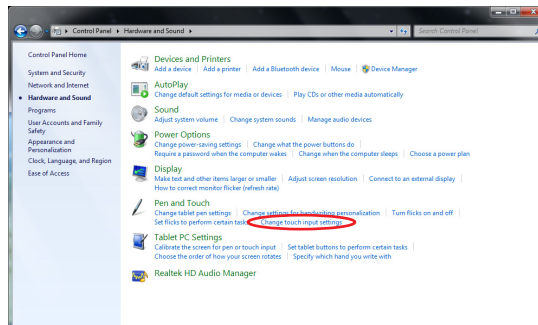 Control Panel ▸ Hardware and Sound ▸
Search Control Panel
Control Panel Home
System and Security
Network and Internet
Hardware and Sound
Programs
User Accounts and Family
Safety
Appearance and
Personalization
Clock, Language, and Region
Ease of Access
Devices and Printers
Add a device | Add a printer | Add a Bluetooth device | Mouse | Device Manager
AutoPlay
Change default settings for media or devices | Play CDs or other media automatically
Sound
Adjust system volume | Change system sounds | Manage audio devices
Power Options
Change power-saving settings | Change what the power buttons do |
Require a password when the computer wakes | Change when the computer sleeps | Choose a power plan
Display
Make text and other items larger or smaller | Adjust screen resolution | Connect to an external display |
How to correct monitor flicker (refresh rate)
Pen and Touch
Change tablet pen settings | Change settings for handwriting personalization | Turn flicks on and off |
Set flicks to perform certain tasks | Change touch input settings
Tablet PC Settings
Calibrate the screen for pen or touch input | Set tablet buttons to perform certain tasks |
Choose the order of how your screen rotates | Specify which hand you write with
Realtek HD Audio Manager